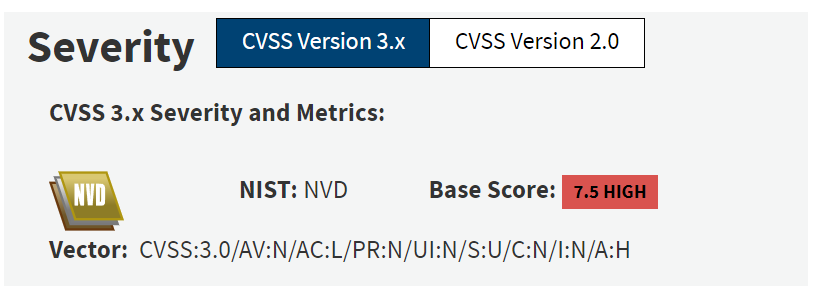 Severity CVSS Version 3.x CVSS Version 2.0
CVSS 3.x Severity and Metrics:
NVD NIST: NVD Base Score: 7.5 HIGH
Vector: CVSS:3.0/AV:N/AC:L/PR:N/UI:N/S:U/C:N/I:N/A:H